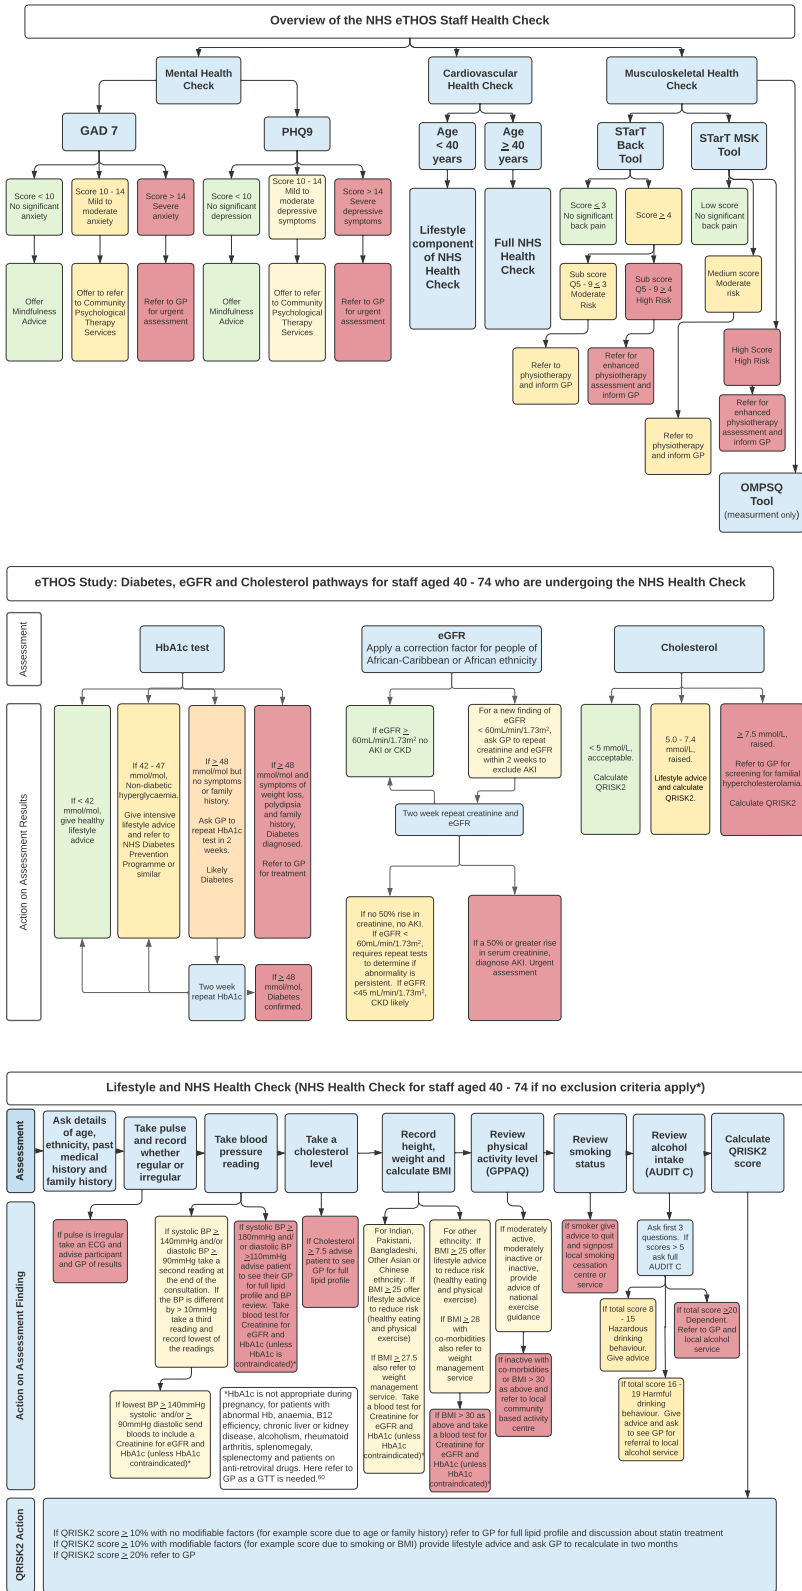 Overview of the NHS eTHOS Staff Health Check
Mental Health
Check
Cardiovascular
Health Check
Musculoskeletal Health
Check
GAD 7
PHQ9
Age
< 40
years
Age
≥ 40
years
STarT
Back
Tool
STarT MSK
Tool
Score < 10
No significant
anxiety
Score 10 - 14
Mild to
moderate
anxiety
Score > 14
Severe
anxiety
Score < 10
No significant
depression
Score 10 - 14
Mild to
moderate
depressive
symptoms
Score > 14
Severe
depressive
symptoms
Lifestyle
component
of NHS
Health
Check
Full NHS
Health
Check
Score ≤ 3
No significant
back pain
Score ≥ 4
Low score
No significant
back pain
Offer
Mindfulness
Advice
Offer to refer
to Community
Psychological
Therapy
Services
Refer to GP
for urgent
assessment
Offer
Mindfulness
Advice
Offer to refer
to Community
Psychological
Therapy
Services
Refer to GP
for urgent
assessment
Sub score
Q5 - 9 ≤ 3
Moderate
Risk
Sub score
Q5 - 9 ≥ 4
High Risk
Medium score
Moderate
risk
Refer to
physiotherapy
and inform GP
Refer for
enhanced
physiotherapy
assessment and
inform GP
High Score
High Risk
Refer for
enhanced
physiotherapy
assessment and
inform GP
Refer to
physiotherapy
and inform GP
OMPSQ
Tool
(measurment only)
eTHOS Study: Diabetes, eGFR and Cholesterol pathways for staff aged 40 - 74 who are undergoing the NHS Health Check
Assessment
HbA1c test
eGFR
Apply a correction factor for people of
African-Caribbean or African ethnicity
Cholesterol
Action on Assessment Results
If < 42
mmol/mol,
give healthy
lifestyle
advice
If 42 - 47
mmol/mol,
Non-diabetic
hyperglycaemia.
Give intensive
lifestyle advice
and refer to
NHS Diabetes
Prevention
Programme or
similar
If ≥ 48
mmol/mol but
no symptoms
or family
history.
Ask GP to
repeat HbA1c
test in 2
weeks.
Likely
Diabetes
If ≥ 48
mmol/mol and
symptoms of
weight loss,
polydipsia
and family
history,
Diabetes
diagnosed.
Refer to GP
for treatment
Two week
repeat HbA1c
If ≥ 48
mmol/mol,
Diabetes
confirmed.
If eGFR ≥
60mL/min/1.73m² no
AKI or CKD
For a new finding of
eGFR
< 60mL/min/1.73m²,
ask GP to repeat
creatinine and eGFR
within 2 weeks to
exclude AKI
Two week repeat creatinine and
eGFR
If no 50% rise in
creatinine, no AKI.
If eGFR <
60mL/min/1.73m²,
requires repeat tests
to determine if
abnormality is
persistent. If eGFR
<45 mL/min/1.73m²,
CKD likely
If a 50% or greater rise
in serum creatinine,
diagnose AKI. Urgent
assessment
< 5 mmol/L,
accceptable.
Calculate
QRISK2
5.0 - 7.4
mmol/L,
raised.
Lifestyle advice
and calculate
QRISK2.
≥ 7.5 mmol/L,
raised.
Refer to GP for
screening for familial
hypercholesterolamia.
Calculate QRISK2
Lifestyle and NHS Health Check (NHS Health Check for staff aged 40 - 74 if no exclusion criteria apply*)
Assessment
Ask details
of age,
ethnicity, past
medical
history and
family history
Take pulse
and record
whether
regular or
irregular
Take blood
pressure
reading
Take a
cholesterol
level
Record
height,
weight and
calculate BMI
Review
physical
activity level
(GPPAQ)
Review
smoking
status
Review
alcohol
intake
(AUDIT C)
Calculate
QRISK2
score
Action on Assessment Finding
If pulse is irregular
take an ECG and
advise participant
and GP of results
If systolic BP ≥
140mmHg and/or
diastolic BP ≥
90mmHg take a
second reading at
the end of the
consultation. If
the BP is different
by > 10mmHg
take a third
reading and
record lowest of
the readings
If systolic BP ≥
180mmHg and/
or diastolic BP
≥110mmHg
advise patient
to see their GP
for full lipid
profile and BP
review. Take
blood test for
Creatinine for
eGFR and
HbA1c (unless
HbA1c is
contraindicated)*
If Cholesterol
≥ 7.5 advise
patient to see
GP for full
lipid profile
For Indian,
Pakistani,
Bangladeshi,
Other Asian or
Chinese
ethnicity: If
BMI ≥ 25 offer
lifestyle advice
to reduce risk
(healthy eating
and physical
exercise)
If BMI ≥ 27.5
also refer to
weight
management
service. Take
a blood test for
Creatinine for
eGFR and
HbA1c (unless
HbA1c
contraindicated)*
For other
ethncity: If
BMI ≥ 25 offer
lifestyle advice
to reduce risk
(healthy eating
and physical
exercise)
If BMI ≥ 28
with
co-morbidities
also refer to
weight
management
service
If BMI > 30 as
above and take
a blood test for
Creatinine for
eGFR and
HbA1c (unless
HbA1c
contraindicated)*
If moderately
active,
moderately
inactive or
inactive,
provide
advice of
national
exercise
guidance
If inactive with
co-morbidities
or BMI > 30
as above and
refer to local
community
based activity
centre
If smoker give
advice to quit
and signpost
local smoking
cessation
centre or
service
Ask first 3
questions. If
scores > 5
ask full
AUDIT C
If total score 8
- 15
Hazardous
drinking
behaviour.
Give advice
If total score ≥20
Dependent.
Refer to GP and
local alcohol
service
If total score 16 -
19 Harmful
drinking
behaviour. Give
advice and ask
to see GP for
referral to local
alcohol service
If lowest BP ≥ 140mmHg
systolic and/or ≥
90mmHg diastolic send
bloods to include a
Creatinine for eGFR and
HbA1c (unless HbA1c
contraindicated)*
*HbA1c is not appropriate during
pregnancy, for patients with
abnormal Hb, anaemia, B12
efficiency, chronic liver or kidney
disease, alcoholism, rheumatoid
arthritis, splenomegaly,
splenectomy and patients on
anti-retroviral drugs. Here refer to
GP as a GTT is needed.⁶⁰
QRISK2 Action
If QRISK2 score ≥ 10% with no modifiable factors (for example score due to age or family history) refer to GP for full lipid profile and discussion about statin treatment
If QRISK2 score ≥ 10% with modifiable factors (for example score due to smoking or BMI) provide lifestyle advice and ask GP to recalculate in two months
If QRISK2 score ≥ 20% refer to GP